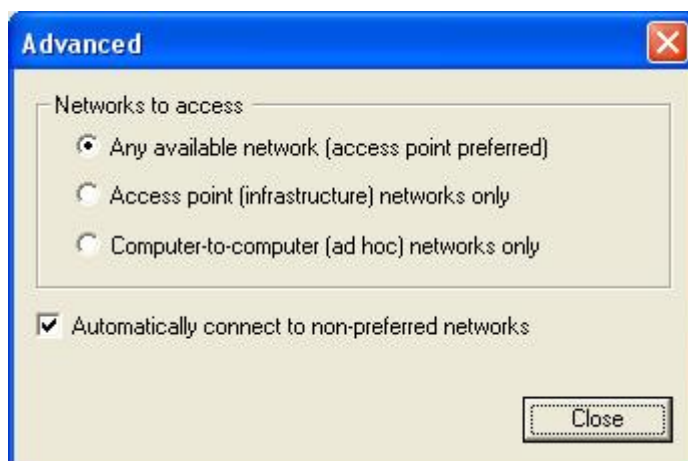 Advanced
Networks to access
Any available network (access point preferred)
Access point (infrastructure) networks only
Computer-to-computer (ad hoc) networks only
Automatically connect to non-preferred networks
Close